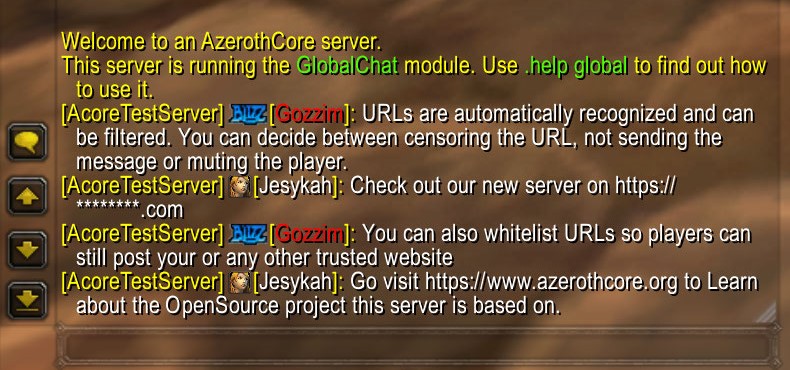 Welcome to an AzerothCore server.
This server is running the GlobalChat module. Use .help global to find out how
to use it.
[AcoreTestServer] BLIZZ [Gozzim]: URLs are automatically recognized and can
be filtered. You can decide between censoring the URL, not sending the
message or muting the player.
[AcoreTestServer] [Jesykah]: Check out our new server on https://
********.com
[AcoreTestServer] BLIZZ [Gozzim]: You can also whitelist URLs so players can
still post your or any other trusted website
[AcoreTestServer] [Jesykah]: Go visit https://www.azerothcore.org to Learn
about the OpenSource project this server is based on.